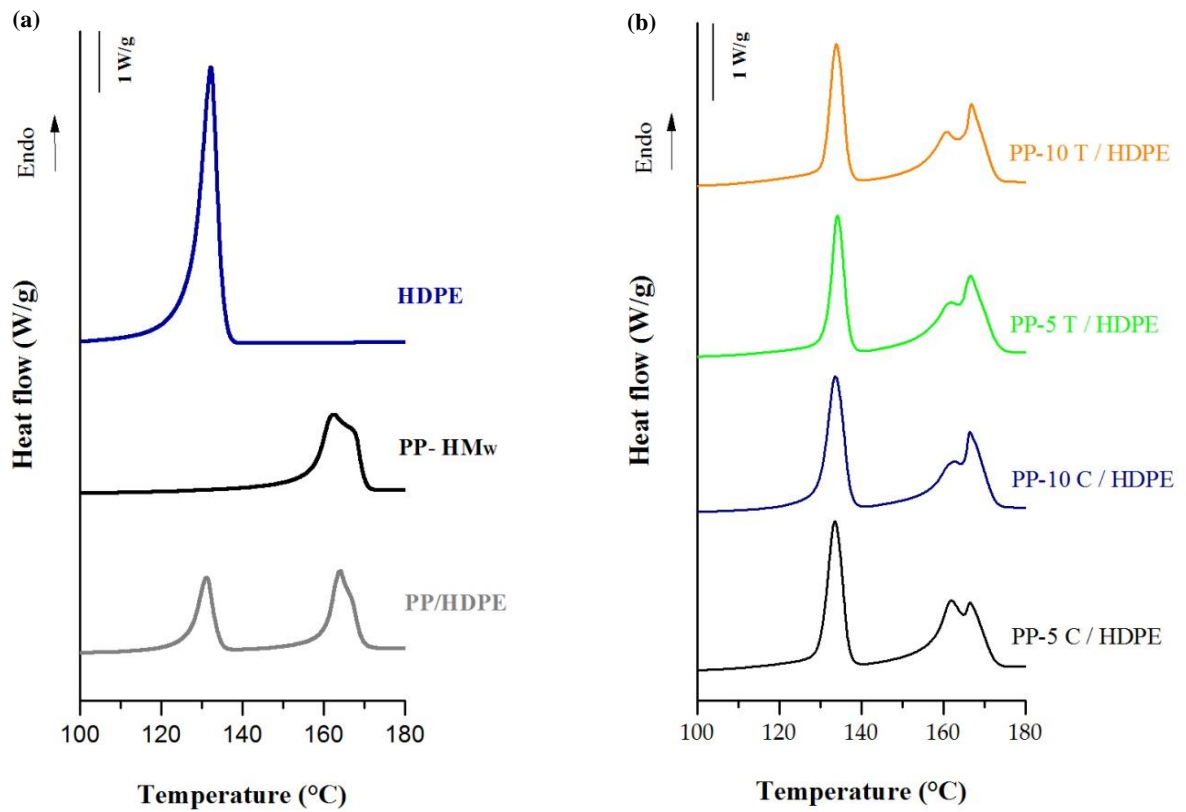 (a)
1 W/g
Endo
Heat flow (W/g)
HDPE
PP- HMw
PP/HDPE
100 120 140 160 180
Temperature (°C)
(b)
1 W/g
Endo
Heat flow (W/g)
PP-10 T / HDPE
PP-5 T / HDPE
PP-10 C / HDPE
PP-5 C / HDPE
100 120 140 160 180
Temperature (°C)